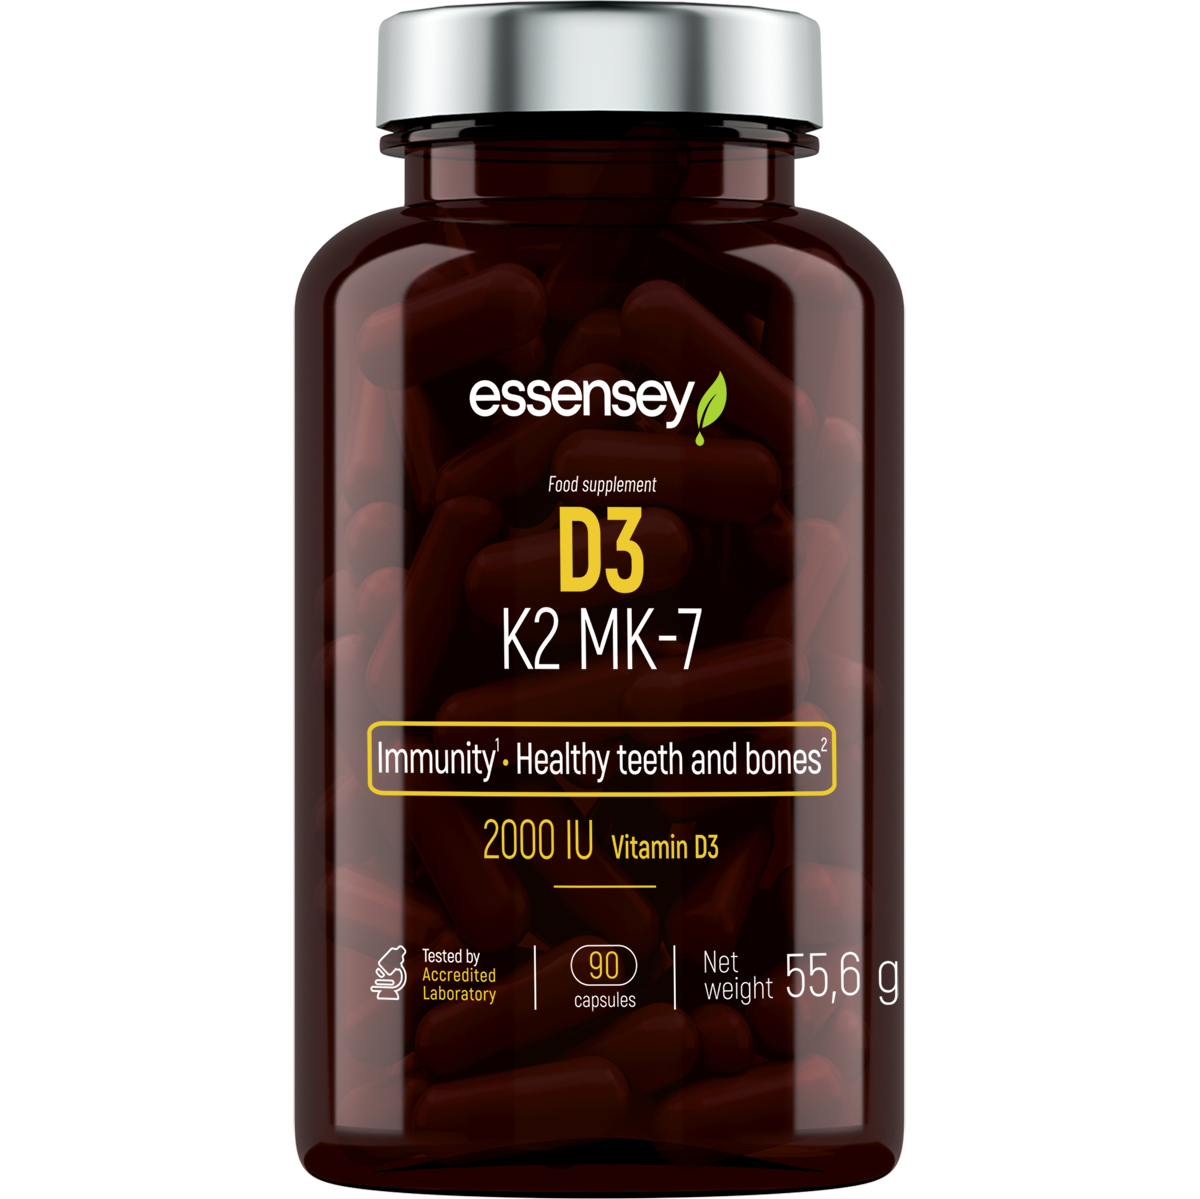 essensey
Food supplement
D3
K2 MK-7
Immunity¹ • Healthy teeth and bones²
2000 IU Vitamin D3
Tested by
Accredited
Laboratory
90
capsules
Net
weight 55,6 g